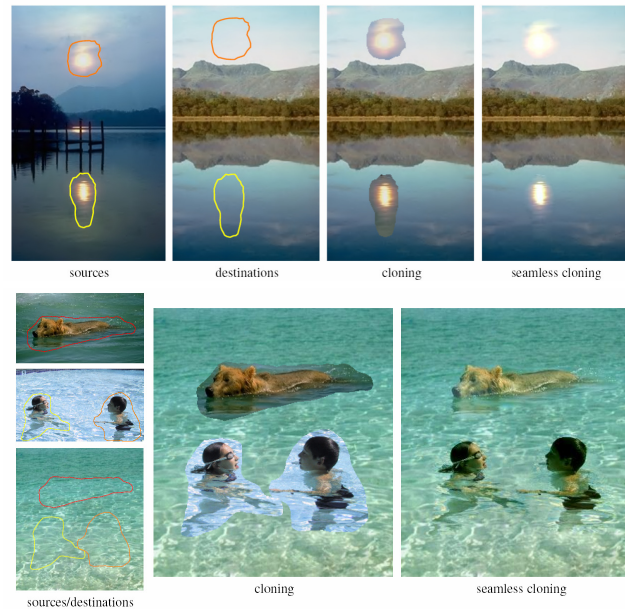 sources
destinations
cloning
seamless cloning
sources/destinations
cloning
seamless cloning